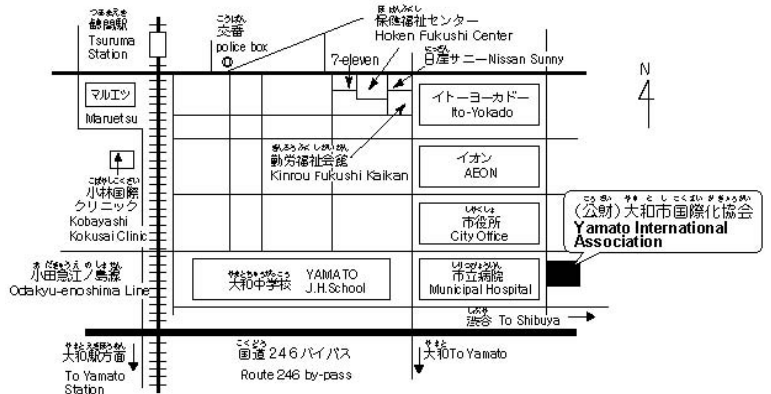 つるまえき
鶴間駅
Tsuruma
Station
こうばん
交番
police box
ほけんふくし
保健福祉センター
Hoken Fukushi Center
7-eleven
にっさん
日産サニーNissan Sunny
N
マルエツ
Maruetsu
イトーヨーカドー
Ito-Yokado
きんろうふくしかいかん
勤労福祉会館
Kinrou Fukushi Kaikan
イオン
AEON
こばやしこくさい
小林国際
クリニック
Kobayashi
Kokusai Clinic
しやくしょ
市役所
City Office
こうざい やまとしこくさいかきょうかい
(公財)大和市国際化協会
Yamato International
Association
おだきゅうえのしません
小田急江ノ島線
Odakyu-enoshima Line
やまとちゅうがっこう
大和中学校 YAMATO
J.H.School
しりつびょういん
市立病院
Municipal Hospital
しぶや
渋谷 To Shibuya
やまとえきほうめん
大和駅方面
To Yamato
Station
こくどう
国道246バイパス
Route 246 by-pass
やまと
大和To Yamato